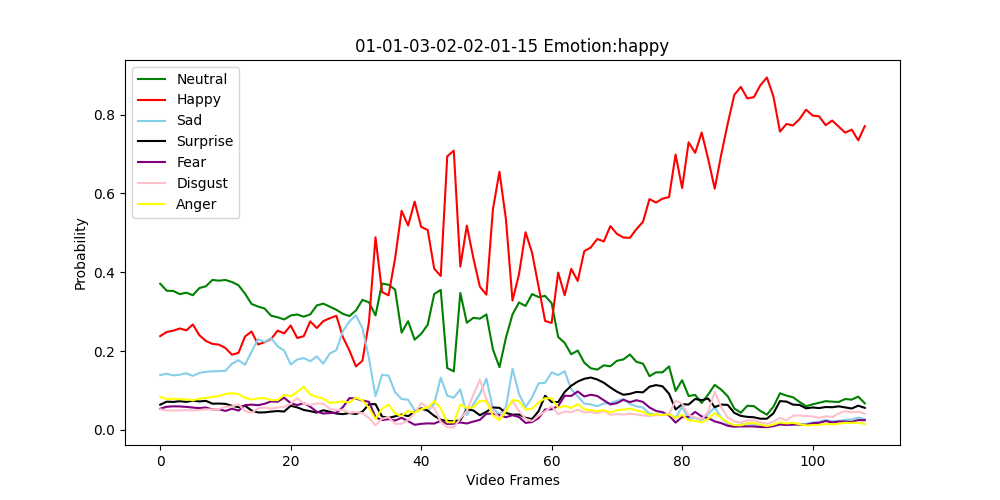 01-01-03-02-02-01-15 Emotion:happy
Neutral
Happy
Sad
Surprise
Fear
Disgust
Anger
Probability
0.8
0.6
0.4
0.2
0.0
0 20 40 60 80 100
Video Frames